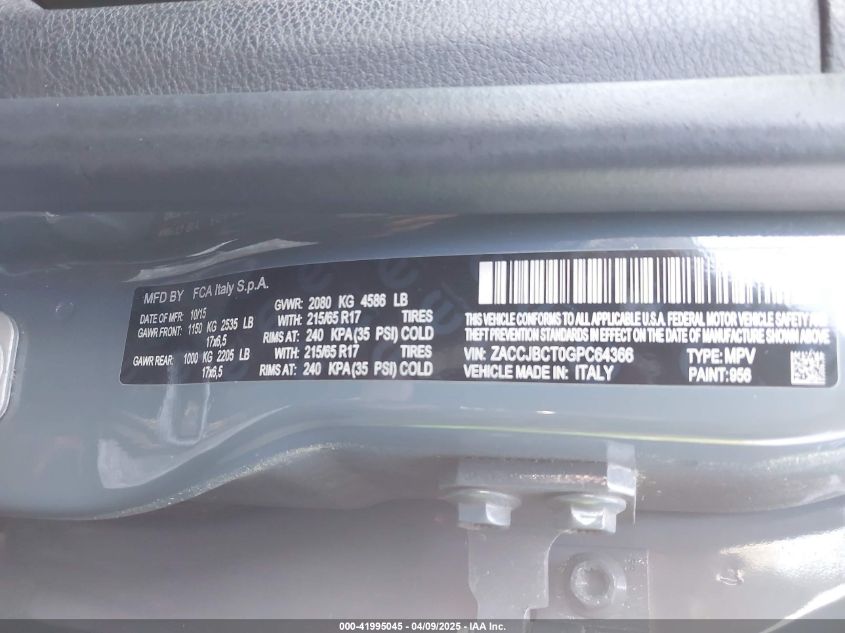 MFD BY FCA Italy S.p.A.
DATE OF MFR: 10/15
GVWR: 2080 KG 4586 LB
GAWR FRONT: 1150 KG 2535 LB WITH: 215/65 R17 TIRES
17x6,5 RIMS AT: 240 KPA(35 PSI) COLD
GAWR REAR: 1000 KG 2205 LB WITH: 215/65 R17 TIRES
17x6,5 RIMS AT: 240 KPA(35 PSI) COLD
THIS VEHICLE CONFORMS TO ALL APPLICABLE U.S.A. FEDERAL MOTOR VEHICLE SAFETY AND
THEFT PREVENTION STANDARDS IN EFFECT ON THE DATE OF MANUFACTURE SHOWN ABOVE.
VIN: ZACCJBCT0GPC64366 TYPE: MPV
VEHICLE MADE IN: ITALY PAINT: 956
000-41995045 - 04/09/2025 - IAA Inc.